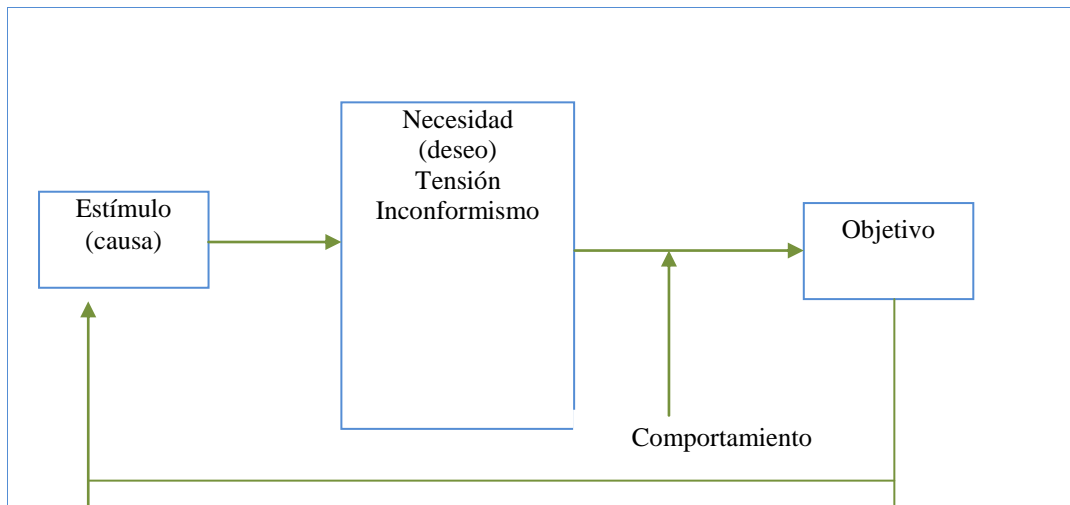 Estímulo
(causa)
Necesidad
(deseo)
Tensión
Inconformismo
Objetivo
Comportamiento